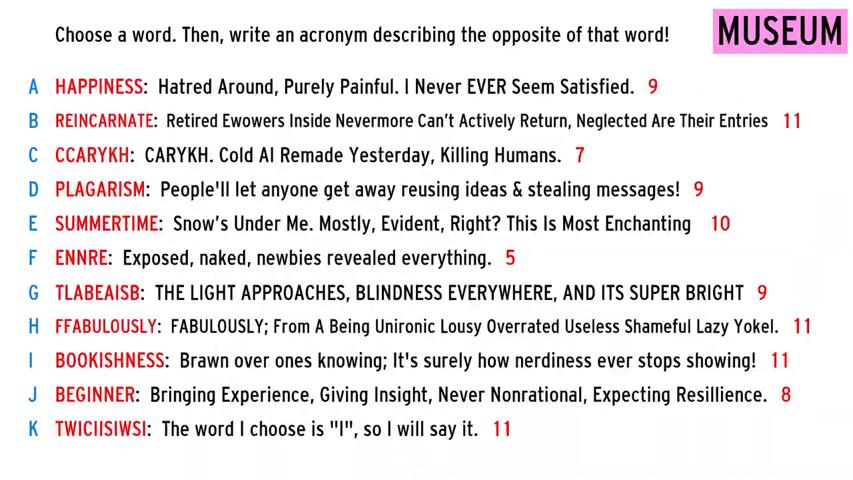 Choose a word. Then, write an acronym describing the opposite of that word!
MUSEUM
A HAPPINESS: Hatred Around, Purely Painful. I Never EVER Seem Satisfied. 9
B REINCARNATE: Retired Ewowers Inside Nevermore Can't Actively Return, Neglected Are Their Entries 11
C CCARYKH: CARYKH. Cold AI Remade Yesterday, Killing Humans. 7
D PLAGARISM: People'll let anyone get away reusing ideas & stealing messages! 9
E SUMMERTIME: Snow's Under Me. Mostly, Evident, Right? This Is Most Enchanting 10
F ENNRE: Exposed, naked, newbies revealed everything. 5
G TLABEAISB: THE LIGHT APPROACHES, BLINDNESS EVERYWHERE, AND ITS SUPER BRIGHT 9
H FFABULOUSLY: FABULOUSLY; From A Being Unironic Lousy Overrated Useless Shameful Lazy Yokel. 11
I BOOKISHNESS: Brawn over ones knowing; It's surely how nerdiness ever stops showing! 11
J BEGINNER: Bringing Experience, Giving Insight, Never Nonrational, Expecting Resillience. 8
K TWICIISIWSI: The word I choose is "I", so I will say it. 11